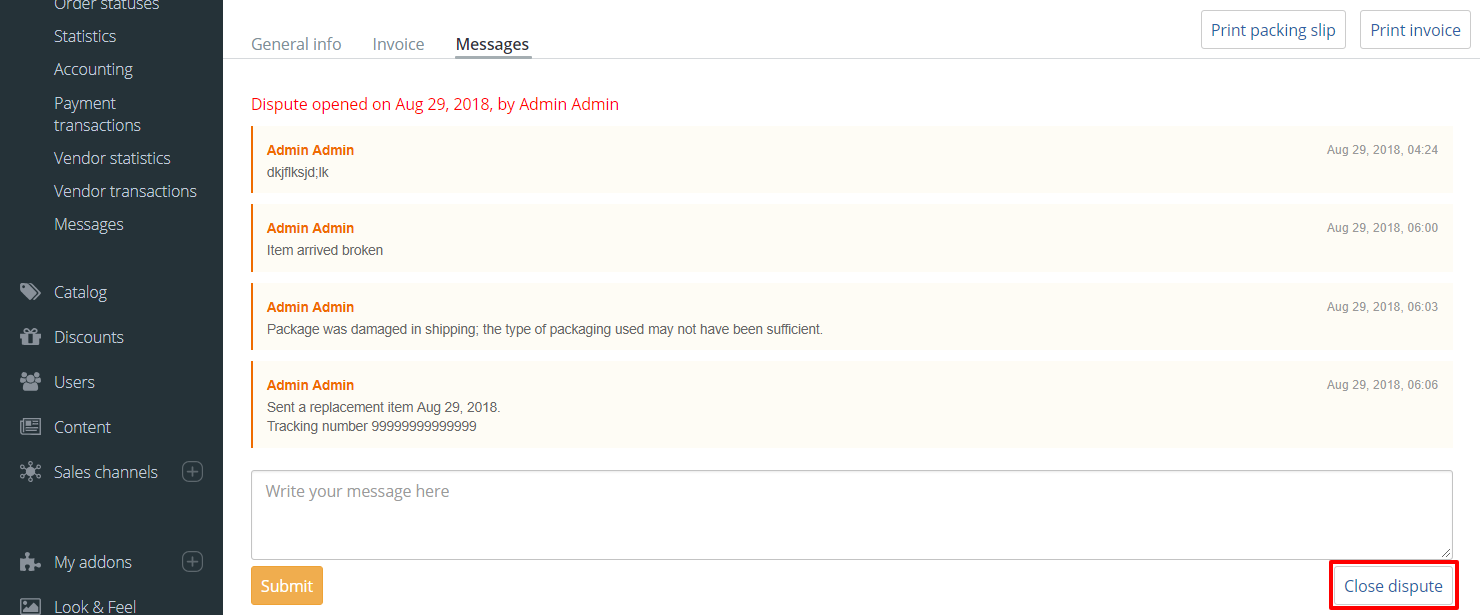 Order statuses
Statistics
Accounting
Payment
transactions
Vendor statistics
Vendor transactions
Messages
Catalog
Discounts
Users
Content
Sales channels
My addons
Look & Feel
General info
Invoice
Messages
Print packing slip
Print invoice
Dispute opened on Aug 29, 2018, by Admin Admin
Admin Admin
Aug 29, 2018, 04:24
dkjflksjd;lk
Admin Admin
Aug 29, 2018, 06:00
Item arrived broken
Admin Admin
Aug 29, 2018, 06:03
Package was damaged in shipping; the type of packaging used may not have been sufficient.
Admin Admin
Aug 29, 2018, 06:06
Sent a replacement item Aug 29, 2018.
Tracking number 99999999999999
Write your message here
Submit
Close dispute